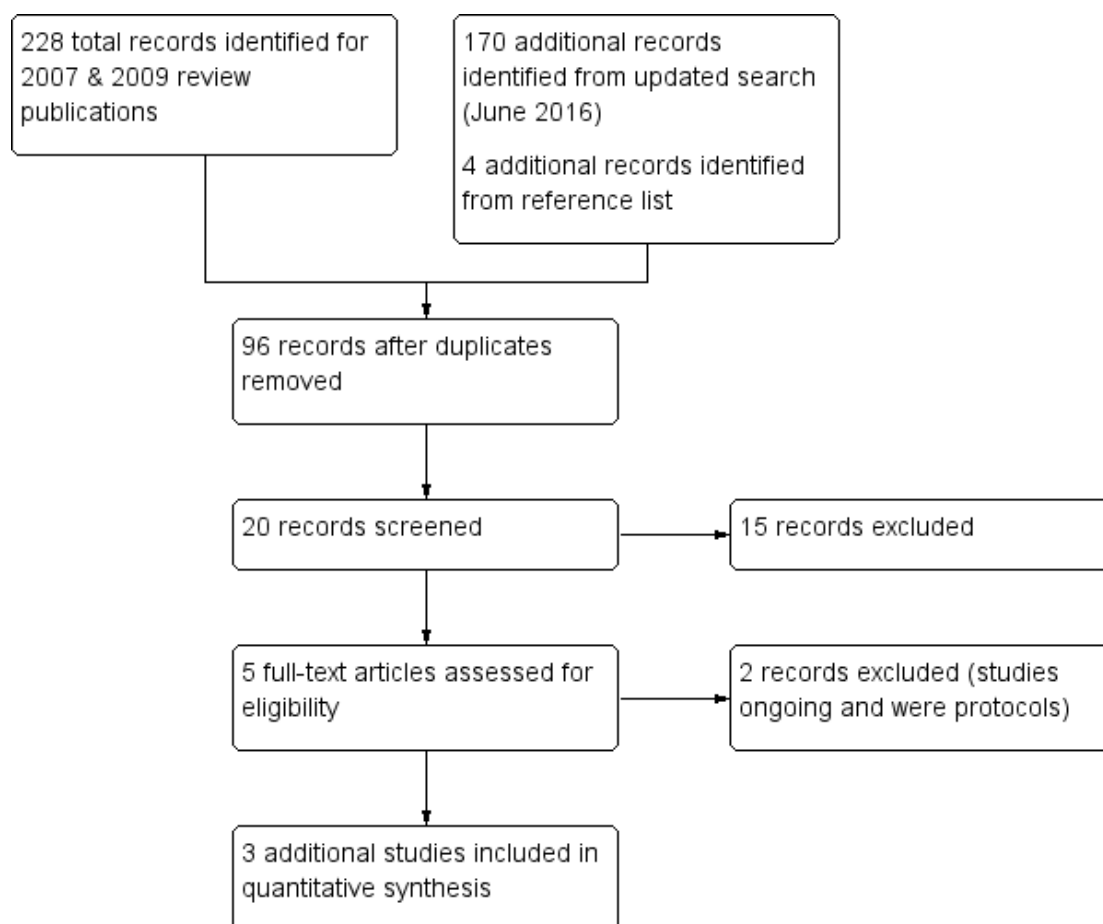 228 total records identified for
2007 & 2009 review
publications
170 additional records
identified from updated search
(June 2016)
4 additional records identified
from reference list
96 records after duplicates
removed
20 records screened
15 records excluded
5 full-text articles assessed for
eligibility
2 records excluded (studies
ongoing and were protocols)
3 additional studies included in
quantitative synthesis